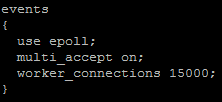 events
{
use epoll;
multi_accept on;
worker_connections 15000;
}